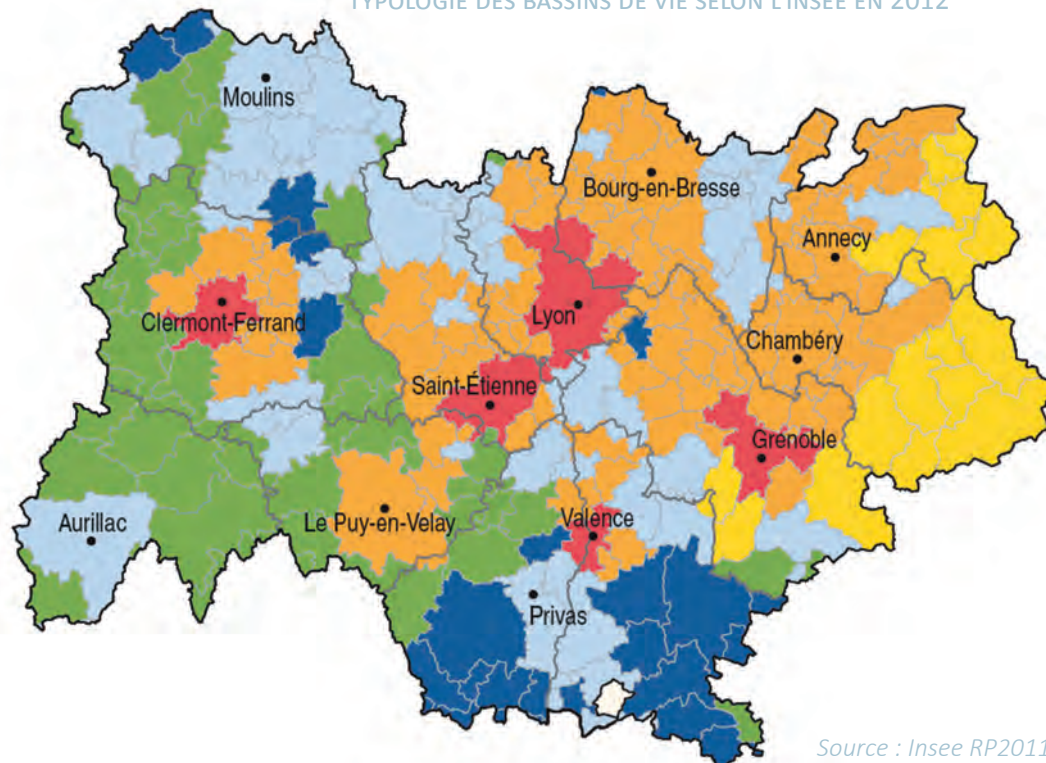 TYPOLOGIE DES BASSINS DE VIE SELON L'INSEE EN 2012
Moulins
Bourg-en-Bresse
Annecy
Clermont-Ferrand
Lyon
Chambéry
Saint-Étienne
Grenoble
Aurillac
Le Puy-en-Velay
Valence
Privas
Source : Insee RP2011